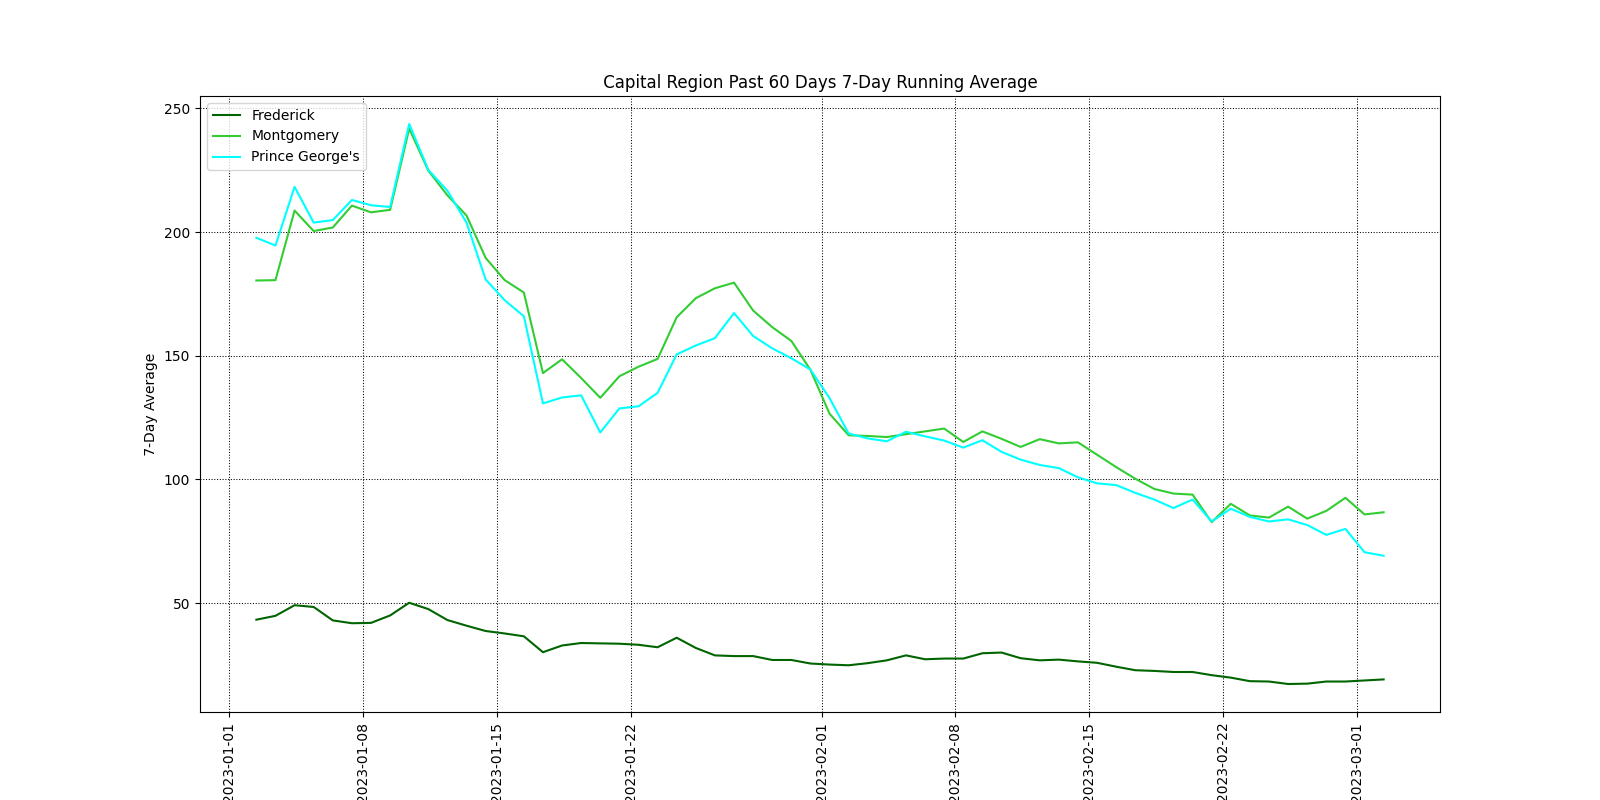 Capital Region Past 60 Days 7-Day Running Average
Frederick
Montgomery
Prince George's
7-Day Average
250
200
150
100
50
2023-01-01
2023-01-08
2023-01-15
2023-01-22
2023-02-01
2023-02-08
2023-02-15
2023-02-22
2023-03-01